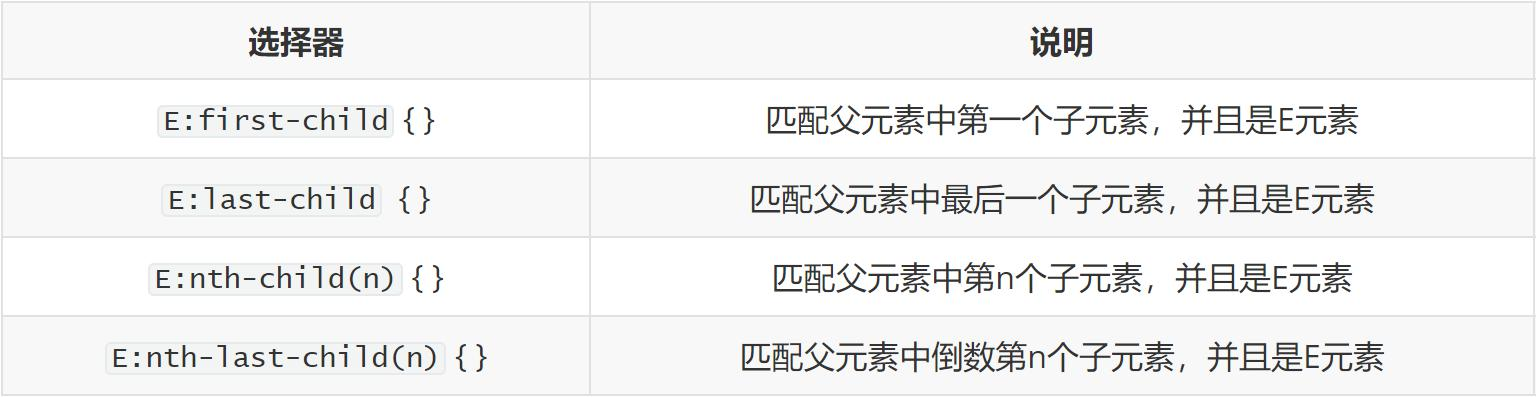 选择器 说明
E:first-child {} 匹配父元素中第一个子元素，并且是E元素
E:last-child {} 匹配父元素中最后一个子元素，并且是E元素
E:nth-child(n) {} 匹配父元素中第n个子元素，并且是E元素
E:nth-last-child(n) {} 匹配父元素中倒数第n个子元素，并且是E元素